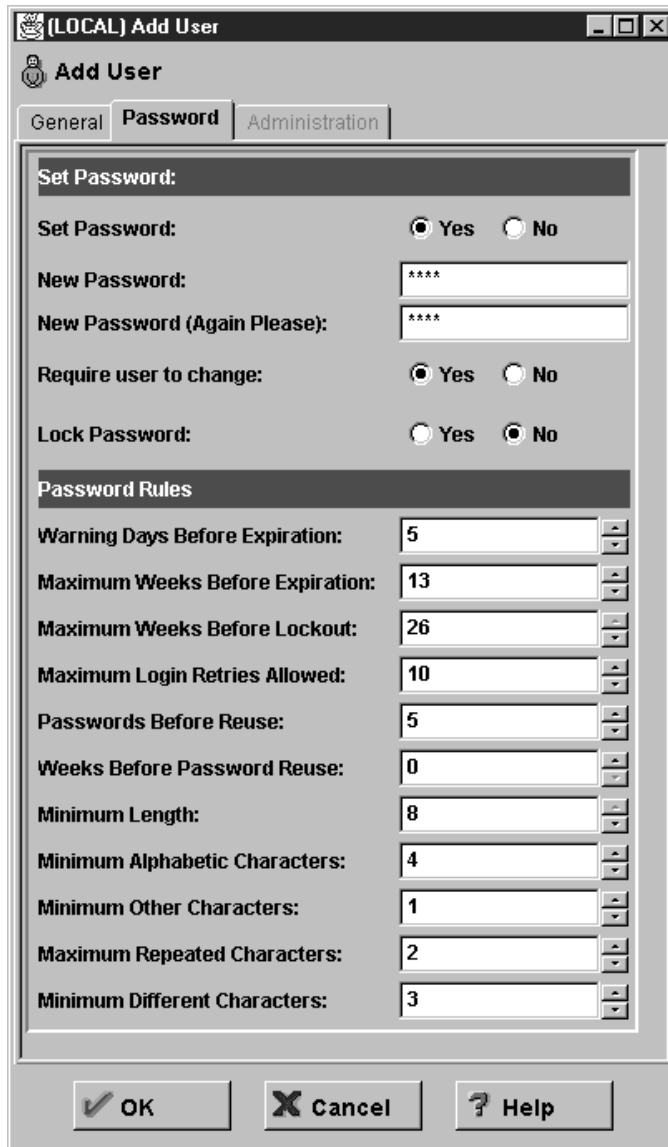 (LOCAL) Add User
Add User
General Password Administration
Set Password:
Set Password: Yes No
New Password: ****
New Password (Again Please): ****
Require user to change: Yes No
Lock Password: Yes No
Password Rules
Warning Days Before Expiration: 5
Maximum Weeks Before Expiration: 13
Maximum Weeks Before Lockout: 26
Maximum Login Retries Allowed: 10
Passwords Before Reuse: 5
Weeks Before Password Reuse: 0
Minimum Length: 8
Minimum Alphabetic Characters: 4
Minimum Other Characters: 1
Maximum Repeated Characters: 2
Minimum Different Characters: 3
OK Cancel Help